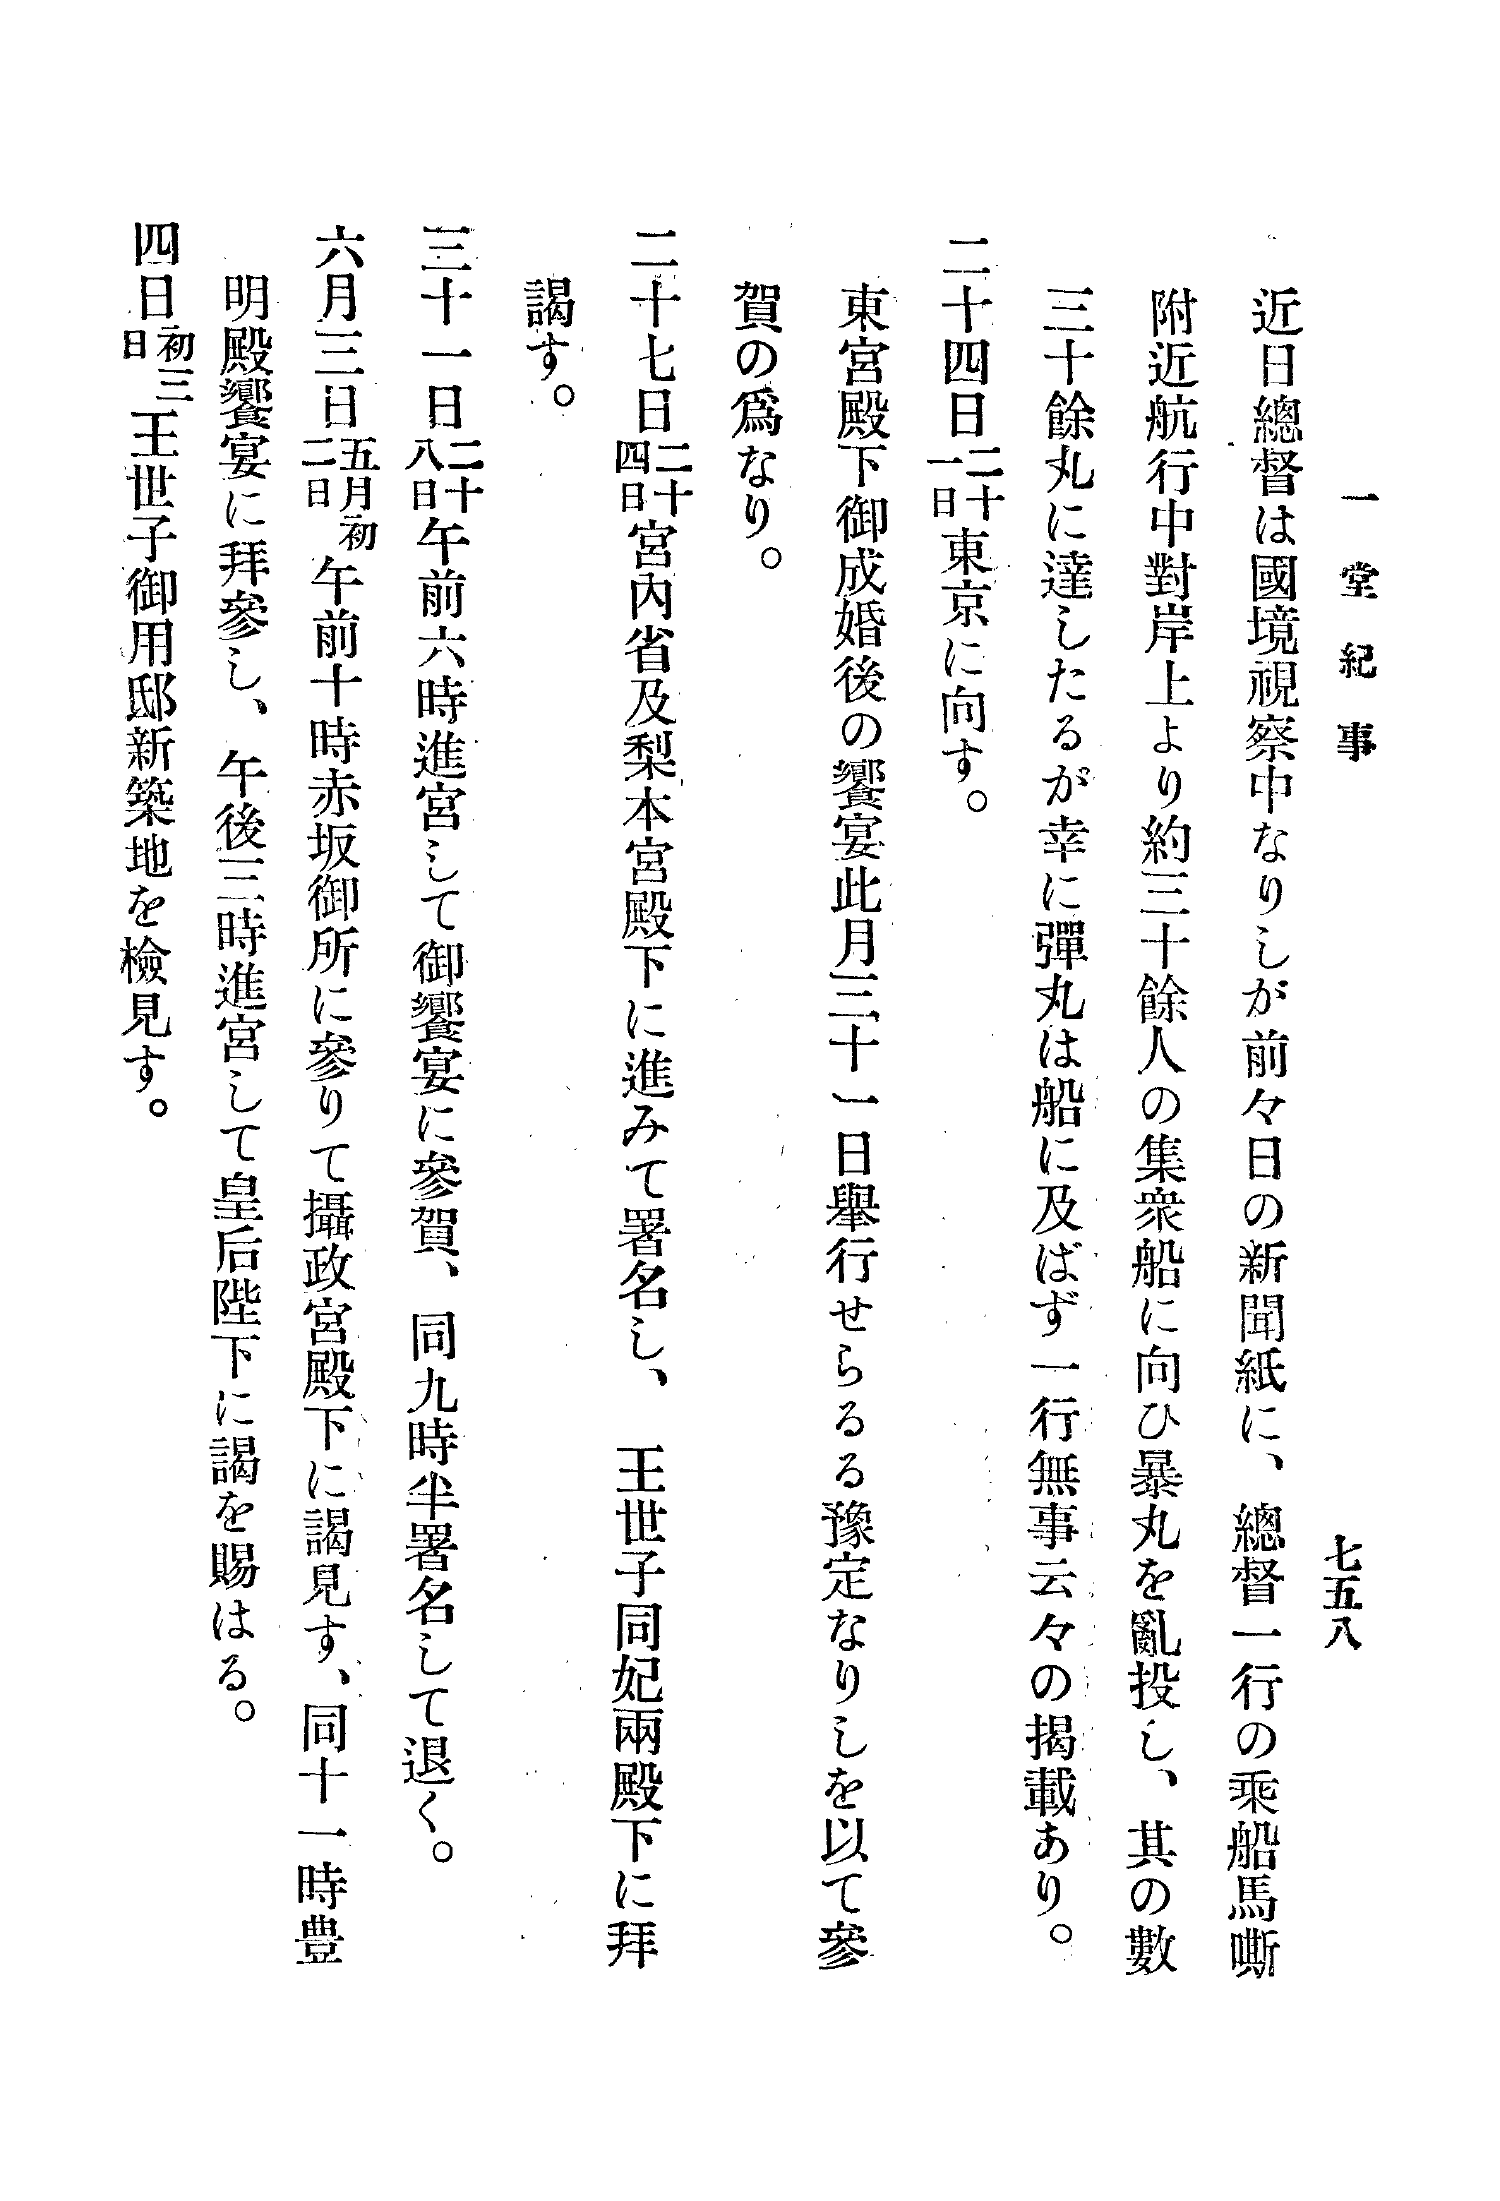 一堂紀事
七五八
近日總督は國境視察中なりしが前々日の新聞紙に、總督一行の乘船馬嘶
附近航行中對岸上より約三十餘人の集衆船に向ひ暴丸を亂投し、其の數
三十餘丸に達したるが幸に彈丸は船に及ばず一行無事云々の揭載あり。
二十四日二十一日東京に向す。
東宮殿下御成婚後の饗宴此月三十一日擧行せらるる豫定なりしを以て參
賀の爲なり。
二十七日二十四日宮內省及梨本宮殿下に進みて署名し、王世子同妃兩殿下に拜
謁す。
三十一日二十八日午前六時進宮して御饗宴に參賀、同九時半署名して退く。
六月三日五月初二日午前十時赤坂御所に參りて攝政宮殿下に謁見す、同十一時豊
明殿饗宴に拜參し、午後三時進宮して皇后陛下に謁を賜はる。
四日初三日王世子御用邸新築地を檢見す。